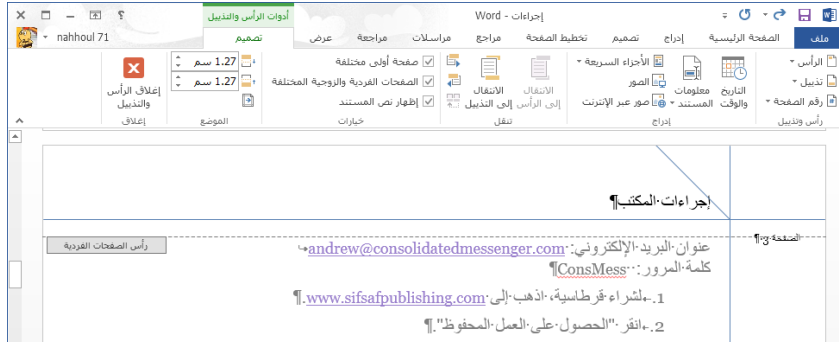 إجراءات - Word
أدوات الرأس والتذييل
ملف
الصفحة الرئيسية
إدراج
تصميم
تخطيط الصفحة
مراجع
مراسلات
مراجعة
عرض
تصميم
nahhoul 71
الرأس
تذييل
رقم الصفحة
رأس وتذييل
التاريخ والوقت
معلومات المستند
الأجزاء السريعة
الصور
صور عبر الإنترنت
إدراج
الانتقال إلى الرأس
الانتقال إلى التذييل
تنقل
صفحة أولى مختلفة
الصفحات الفردية والزوجية المختلفة
إظهار نص المستند
خيارات
1.27 سم
1.27 سم
الموضع
إغلاق الرأس والتذييل
إغلاق
إجراءات المكتب¶
الصفحة 3¶
رأس الصفحات الفردية
عنوان البريد الإلكتروني: andrew@consolidatedmessenger.com
كلمة المرور: ConsMess¶
1. لشراء قرطاسية، اذهب إلى www.sifsafpublishing.com.¶
2. انقر "الحصول على العمل المحفوظ".¶